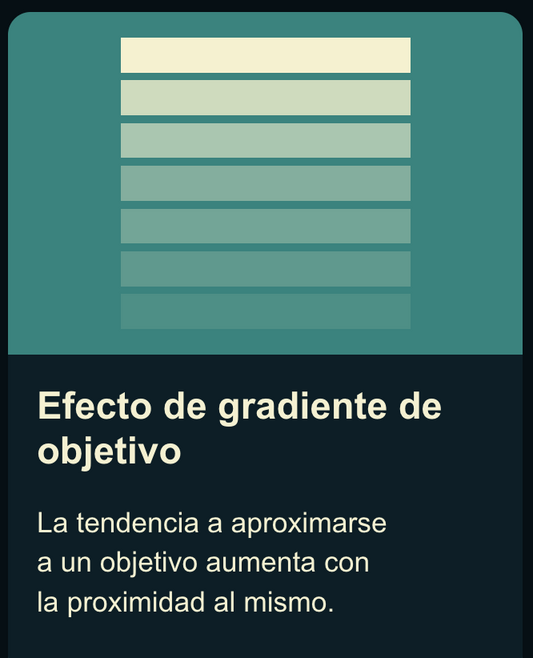 Efecto de gradiente de
objetivo
La tendencia a aproximarse
a un objetivo aumenta con
la proximidad al mismo.